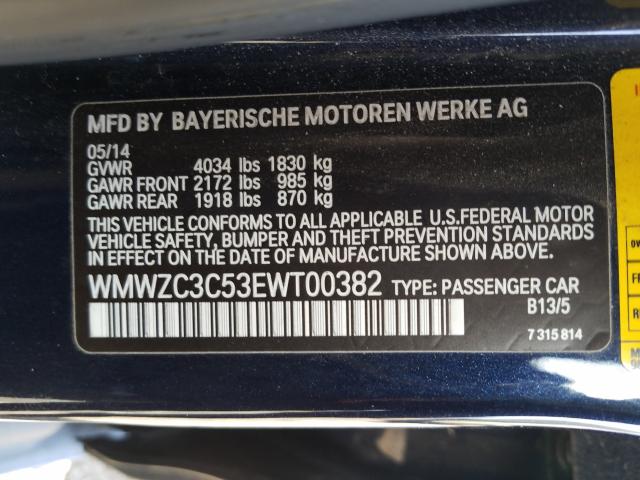 MFD BY BAYERISCHE MOTOREN WERKE AG
05/14
GVWR 4034 lbs 1830 kg
GAWR FRONT 2172 lbs 985 kg
GAWR REAR 1918 lbs 870 kg
THIS VEHICLE CONFORMS TO ALL APPLICABLE U.S.FEDERAL MOTOR
VEHICLE SAFETY, BUMPER AND THEFT PREVENTION STANDARDS
IN EFFECT ON THE DATE OF MANUFACTURE SHOWN ABOVE.
WMWZC3C53EWT00382 TYPE: PASSENGER CAR
B13/5
7 315 814